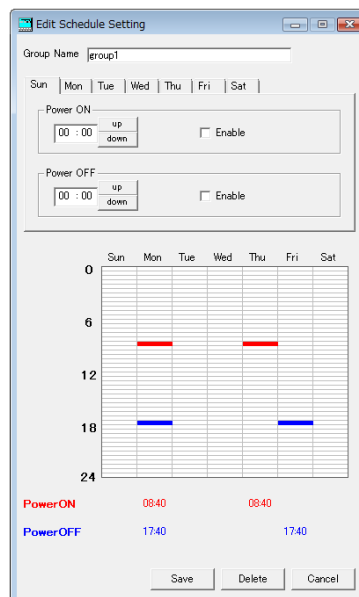 Edit Schedule Setting
Group Name group1
Sun Mon Tue Wed Thu Fri Sat
Power ON
00 : 00 up down Enable
Power OFF
00 : 00 up down Enable
Sun Mon Tue Wed Thu Fri Sat
0
6
12
18
24
PowerON 08:40 08:40
PowerOFF 17:40 17:40
Save Delete Cancel